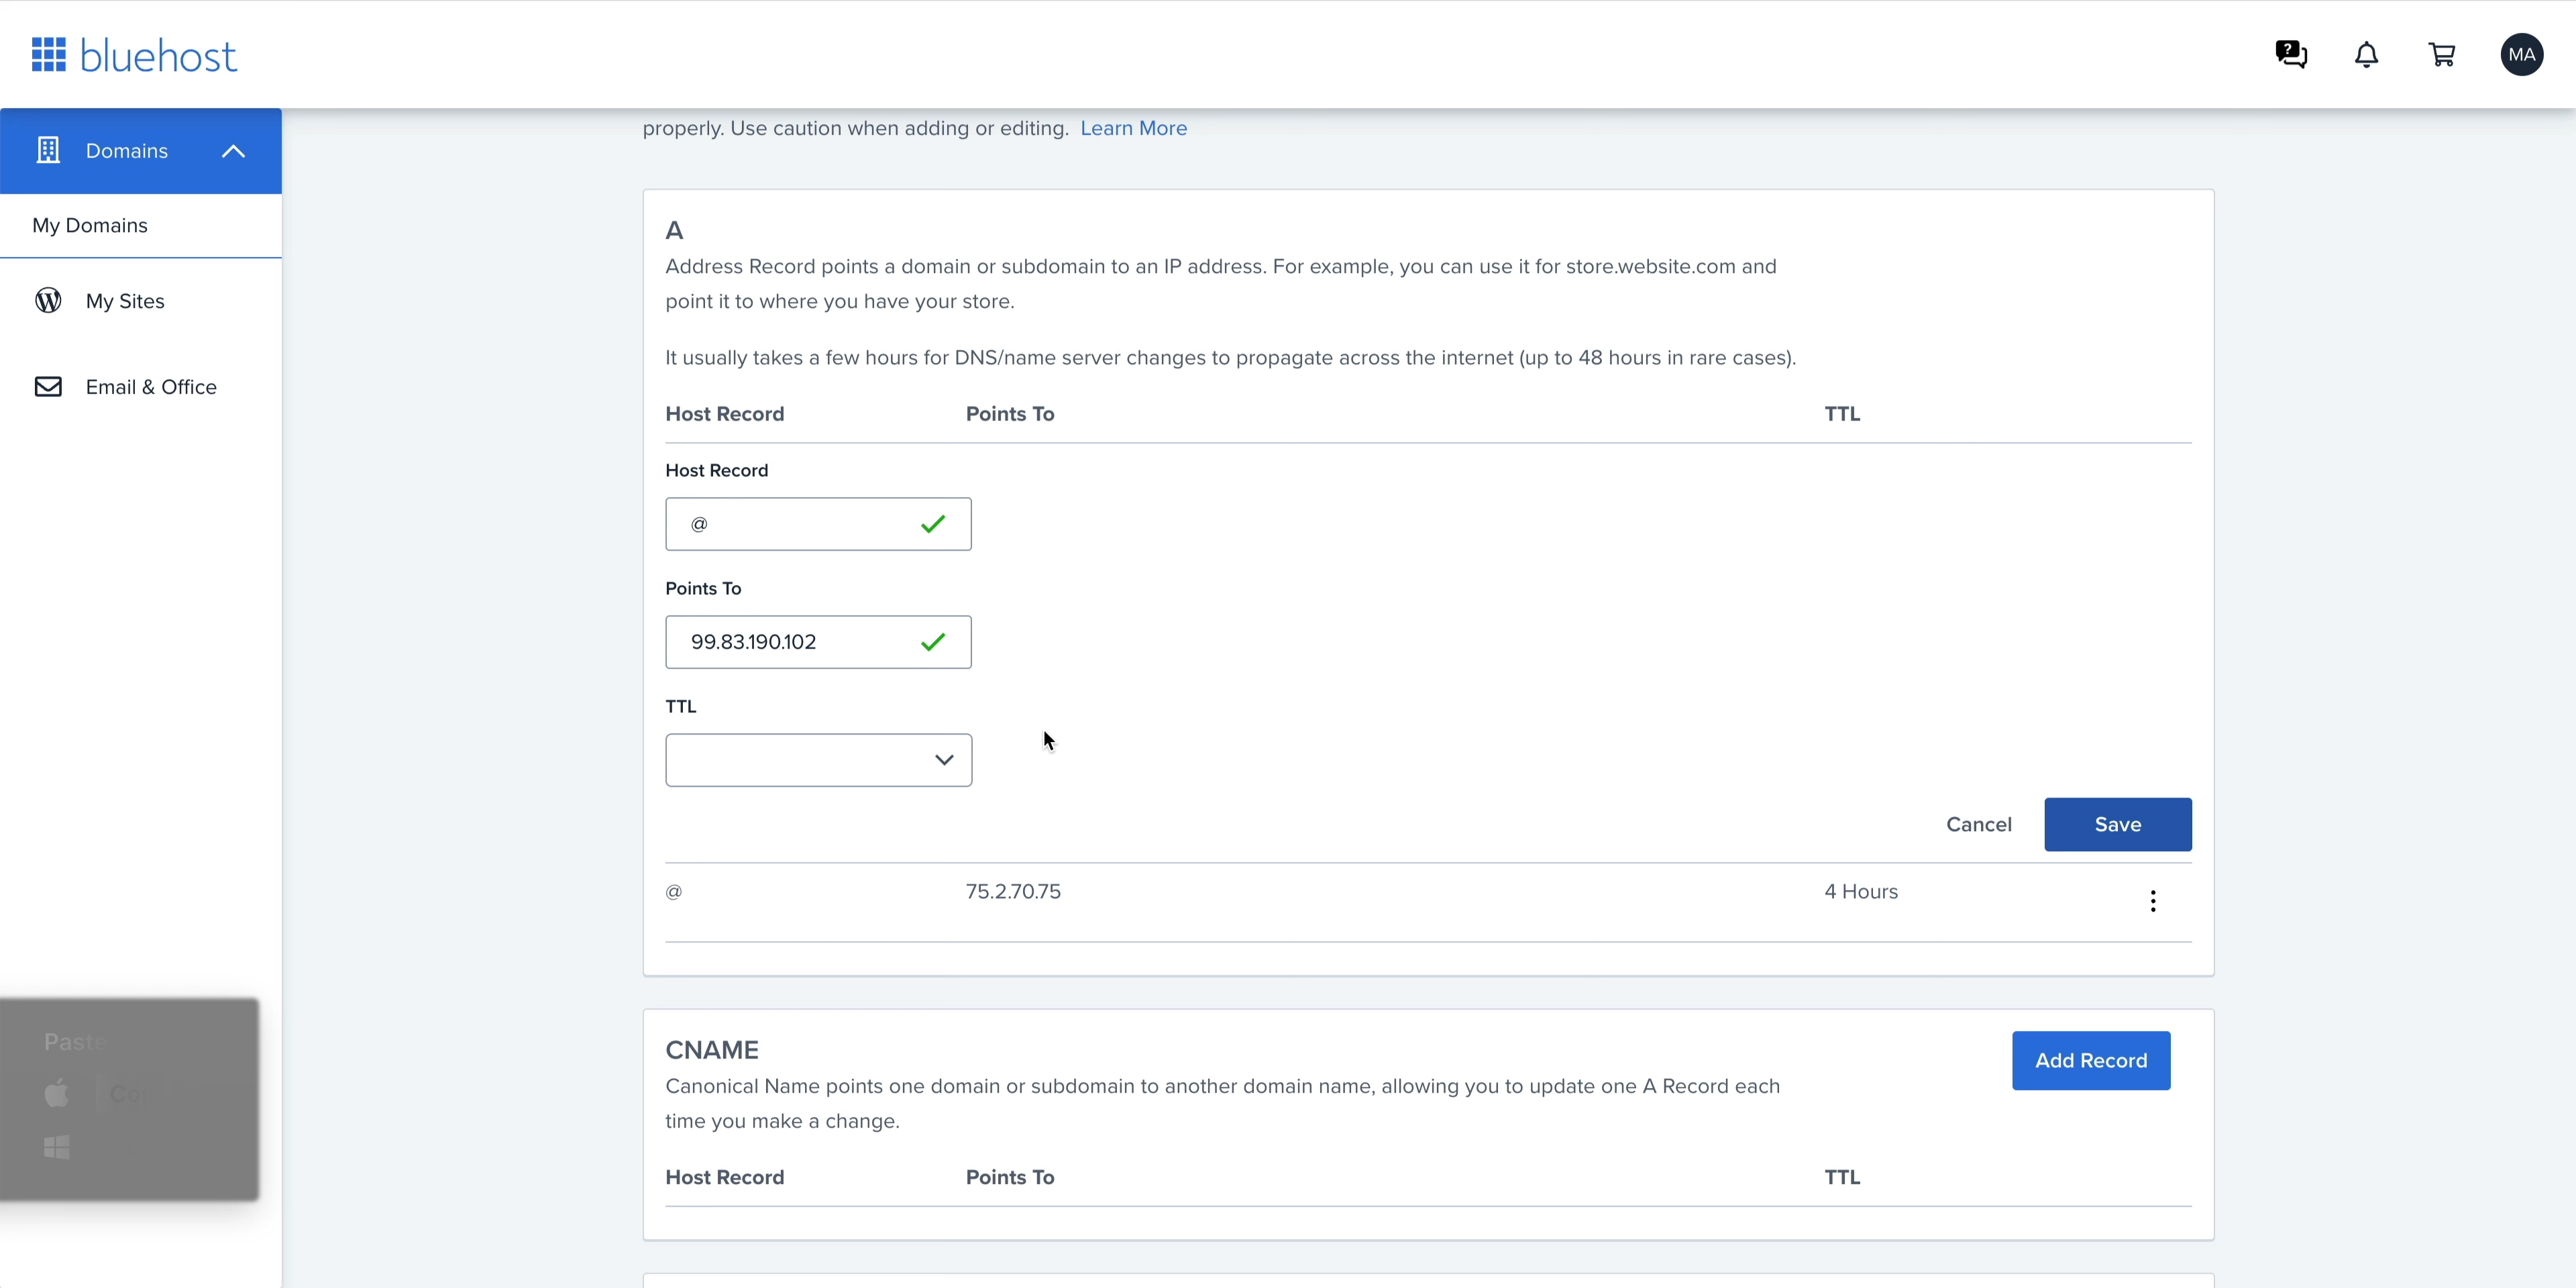 bluehost
MA
Domains
My Domains
My Sites
Email & Office
properly. Use caution when adding or editing. Learn More
A
Address Record points a domain or subdomain to an IP address. For example, you can use it for store.website.com and
point it to where you have your store.
It usually takes a few hours for DNS/name server changes to propagate across the internet (up to 48 hours in rare cases).
Host Record Points To TTL
Host Record
@
Points To
99.83.190.102
TTL
Cancel Save
@ 75.2.70.75 4 Hours
CNAME
Add Record
Canonical Name points one domain or subdomain to another domain name, allowing you to update one A Record each
time you make a change.
Host Record Points To TTL
Paste